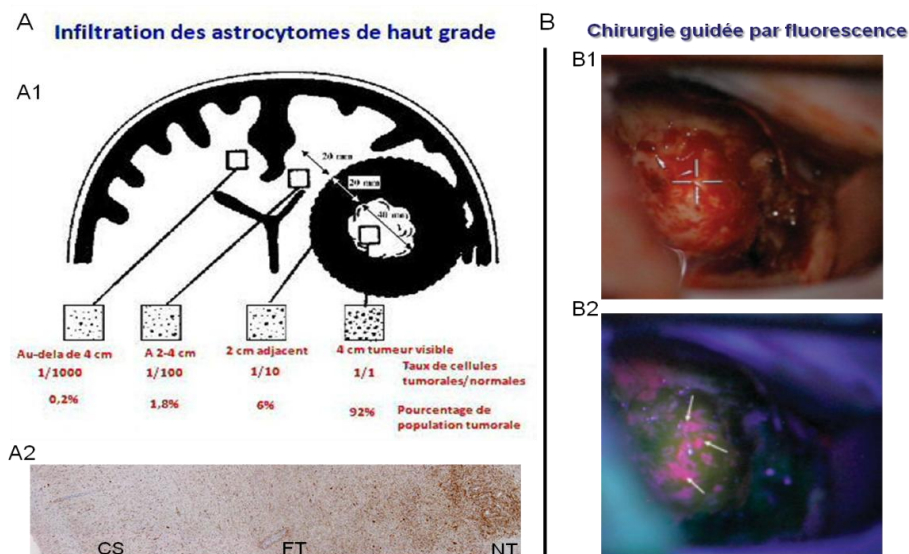 A
Infiltration des astrocytomes de haut grade
A1
20 mm
20 mm
40 mm
Au-dela de 4 cm
1/1000
0,2%
A 2-4 cm
1/100
1,8%
2 cm adjacent
1/10
6%
4 cm tumeur visible
1/1
Taux de cellules
tumorales/normales
92%
Pourcentage de
population tumorale
A2
CS
FT
NT
B
Chirurgie guidée par fluorescence
B1
B2